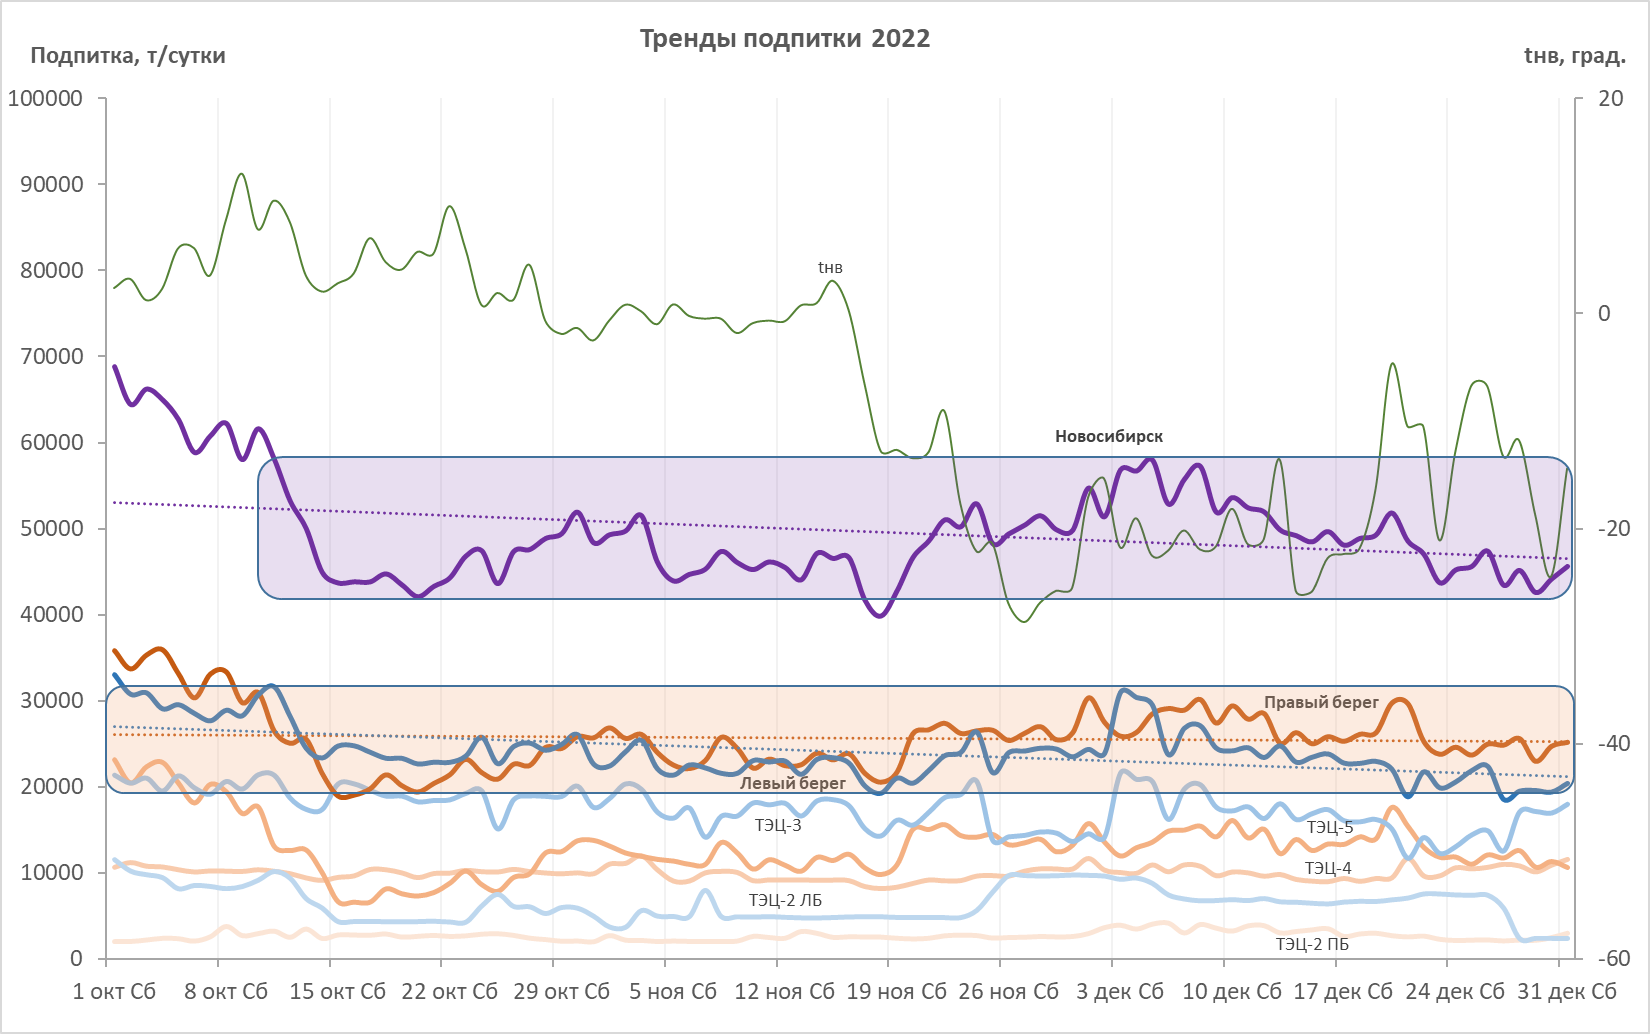 Тренды подпитки 2022
Подпитка, т/сутки
tнв, град.
100000
90000
80000
70000
60000
50000
40000
30000
20000
10000
0
20
0
-20
-40
-60
tнв
Новосибирск
Правый берег
Левый берег
ТЭЦ-3
ТЭЦ-5
ТЭЦ-4
ТЭЦ-2 ЛБ
ТЭЦ-2 ПБ
1 окт Сб
8 окт Сб
15 окт Сб
22 окт Сб
29 окт Сб
5 ноя Сб
12 ноя Сб
19 ноя Сб
26 ноя Сб
3 дек Сб
10 дек Сб
17 дек Сб
24 дек Сб
31 дек Сб